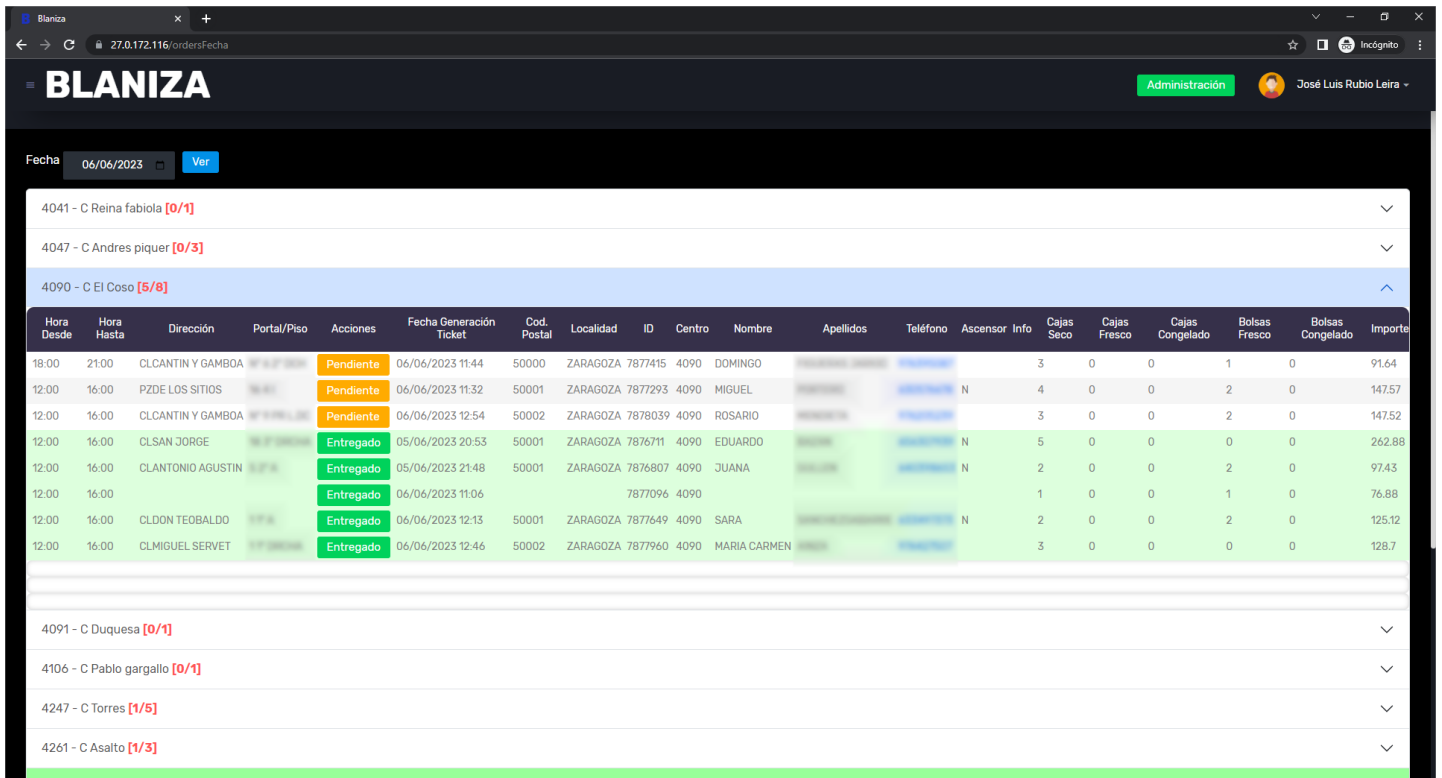 Blaniza
27.0.172.116/ordersFecha
Incógnito
BLANIZA
Administración
José Luis Rubio Leira
Fecha 06/06/2023 Ver
4041 - C Reina fabiola [0/1]
4047 - C Andres piquer [0/3]
4090 - C El Coso [5/8]
Hora Desde Hora Hasta Dirección Portal/Piso Acciones Fecha Generación Ticket Cod. Postal Localidad ID Centro Nombre Apellidos Teléfono Ascensor Info Cajas Seco Cajas Fresco Cajas Congelado Bolsas Fresco Bolsas Congelado Importe
18:00 21:00 CLCANTIN Y GAMBOA Pendiente 06/06/2023 11:44 50000 ZARAGOZA 7877415 4090 DOMINGO 3 0 0 1 0 91.64
12:00 16:00 PZDE LOS SITIOS Pendiente 06/06/2023 11:32 50001 ZARAGOZA 7877293 4090 MIGUEL N 4 0 0 2 0 147.57
12:00 16:00 CLCANTIN Y GAMBOA Pendiente 06/06/2023 12:54 50002 ZARAGOZA 7878039 4090 ROSARIO 3 0 0 2 0 147.52
12:00 16:00 CLSAN JORGE Entregado 05/06/2023 20:53 50001 ZARAGOZA 7876711 4090 EDUARDO N 5 0 0 0 0 262.88
12:00 16:00 CLANTONIO AGUSTIN Entregado 05/06/2023 21:48 50001 ZARAGOZA 7876807 4090 JUANA N 2 0 0 2 0 97.43
12:00 16:00 Entregado 06/06/2023 11:06 7877096 4090 1 0 0 1 0 76.88
12:00 16:00 CLDON TEOBALDO Entregado 06/06/2023 12:13 50001 ZARAGOZA 7877649 4090 SARA N 2 0 0 2 0 125.12
12:00 16:00 CLMIGUEL SERVET Entregado 06/06/2023 12:46 50002 ZARAGOZA 7877960 4090 MARIA CARMEN 3 0 0 0 0 128.7
4091 - C Duquesa [0/1]
4106 - C Pablo gargallo [0/1]
4247 - C Torres [1/5]
4261 - C Asalto [1/3]